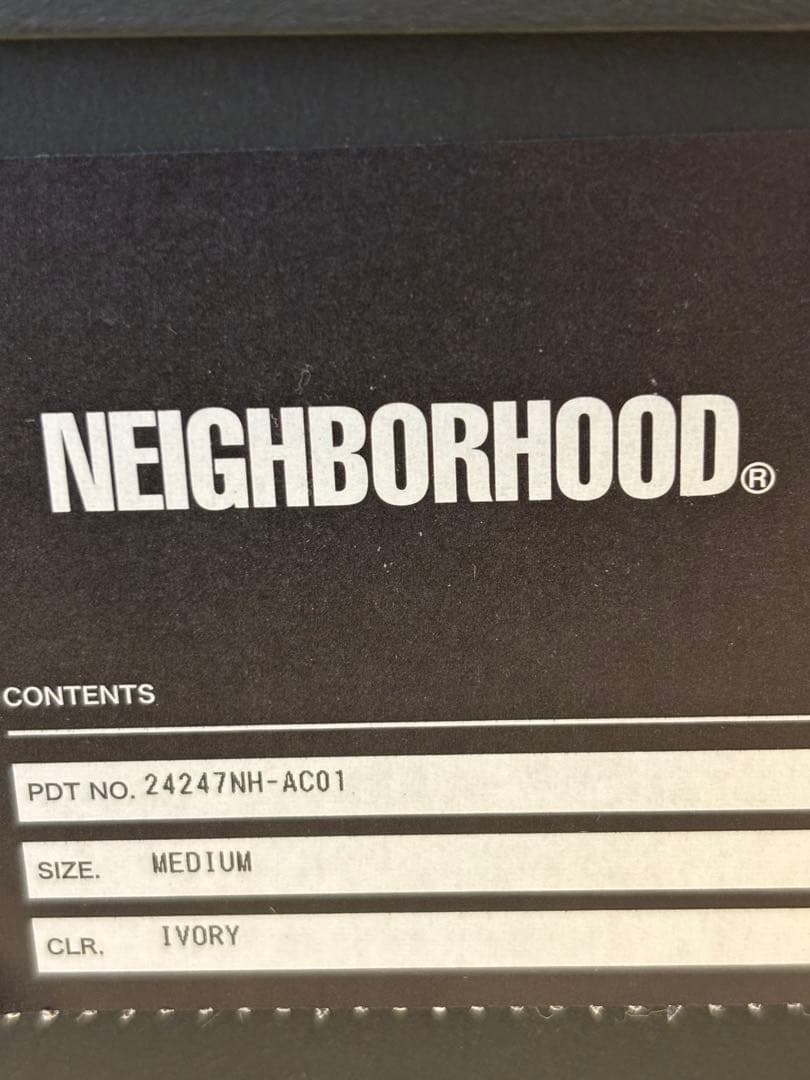 NEIGHBORHOOD®
CONTENTS
PDT NO. 24247NH-AC01
SIZE. MEDIUM
CLR. IVORY